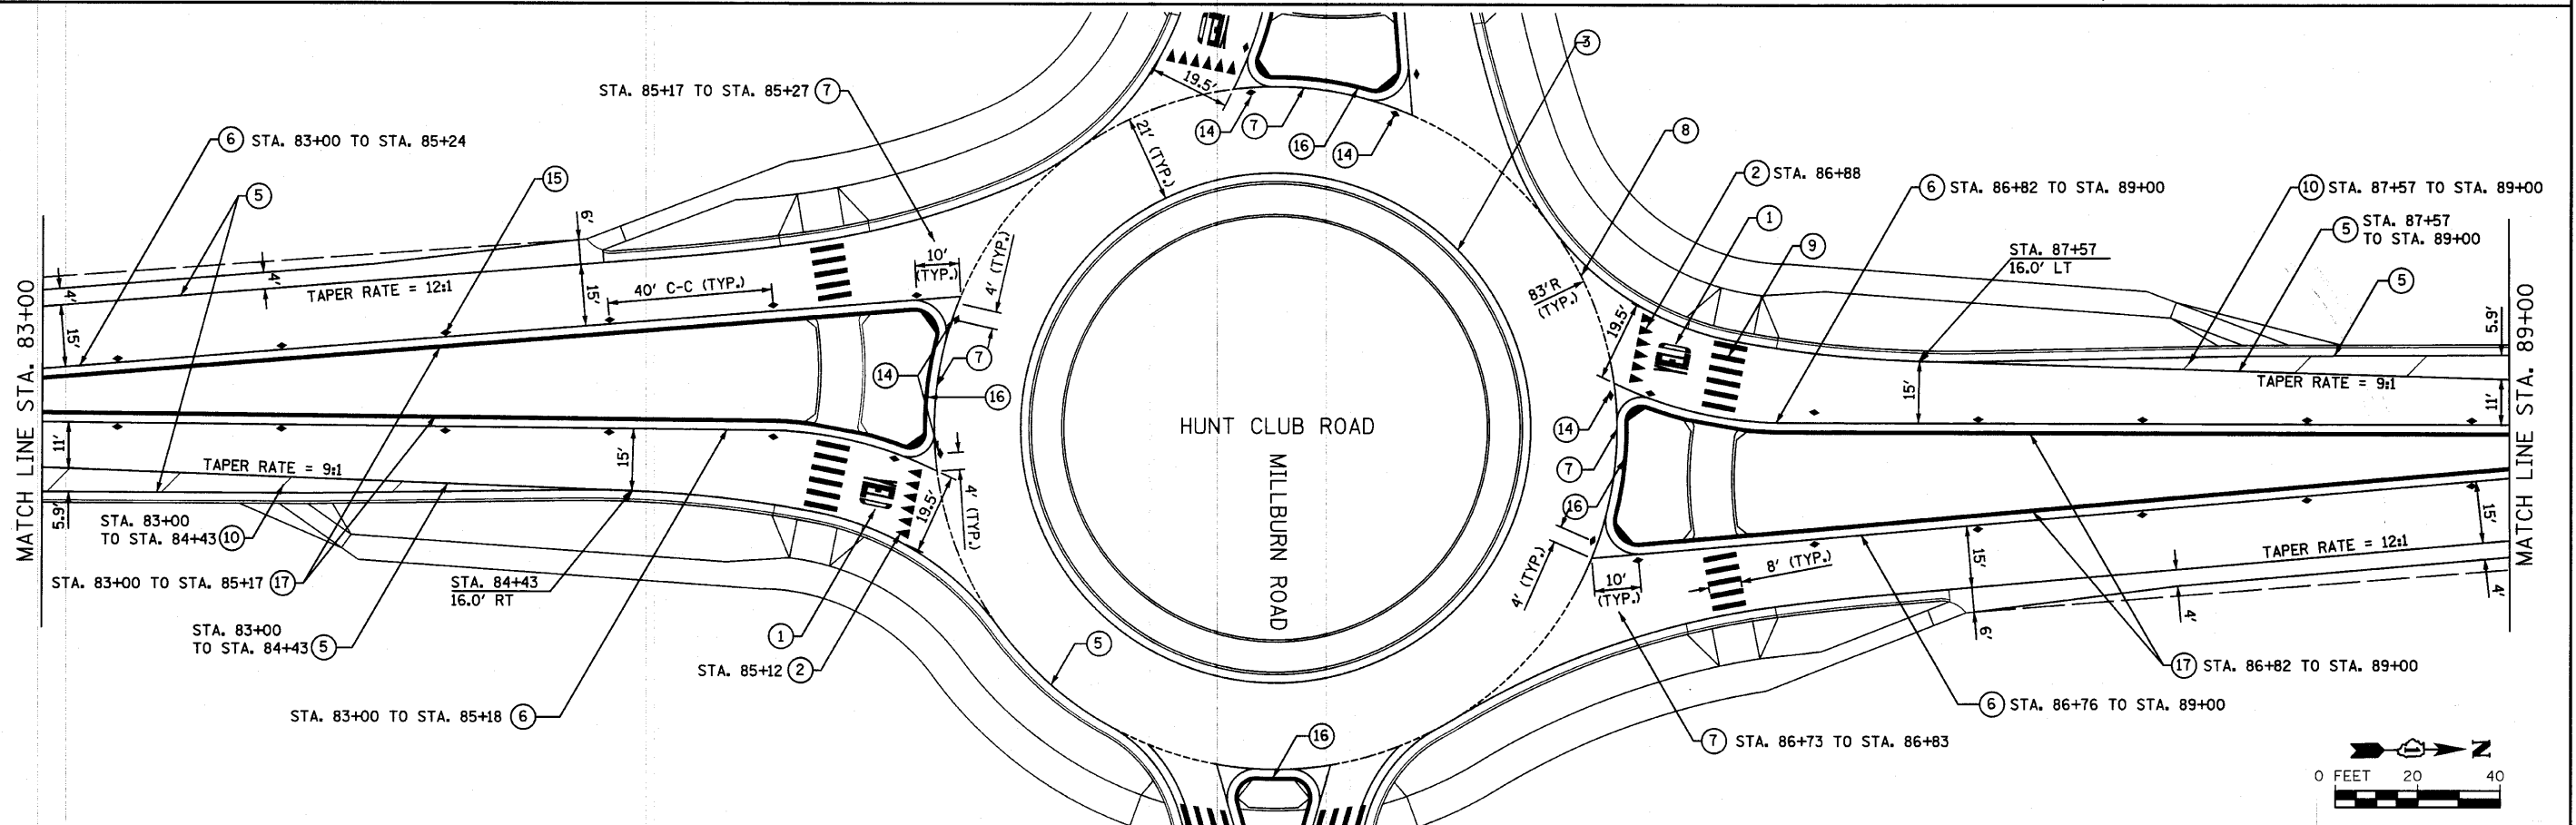 3
YIELD
19.5'
STA. 85+17 TO STA. 85+27 7
14
7
16
14
8
6 STA. 83+00 TO STA. 85+24
21' (TYP.)
2 STA. 86+88
6 STA. 86+82 TO STA. 89+00
10 STA. 87+57 TO STA. 89+00
15
5
1
5 STA. 87+57
TO STA. 89+00
6'
9
STA. 87+57
16.0' LT
10'
(TYP.)
4' (TYP.)
5
4'
4'
TAPER RATE = 12:1
40' C-C (TYP.)
15'
15'
83'R
(TYP.)
19.5'
YIELD
5.9'
MATCH LINE STA. 83+00
MATCH LINE STA. 89+00
7
14
16
15'
TAPER RATE = 9:1
11'
HUNT CLUB ROAD
MILLBURN ROAD
14
7
16
11'
TAPER RATE = 9:1
15'
YIELD
19.5'
4' (TYP.)
5.9'
STA. 83+00
TO STA. 84+43 10
STA. 83+00 TO STA. 85+17 17
STA. 84+43
16.0' RT
4' (TYP.)
10'
(TYP.)
8' (TYP.)
15'
15'
TAPER RATE = 12:1
4'
4'
6'
STA. 83+00
TO STA. 84+43 5
1
STA. 85+12 2
5
17 STA. 86+82 TO STA. 89+00
6 STA. 86+76 TO STA. 89+00
STA. 83+00 TO STA. 85+18 6
16
7 STA. 86+73 TO STA. 86+83
N
0 FEET 20 40